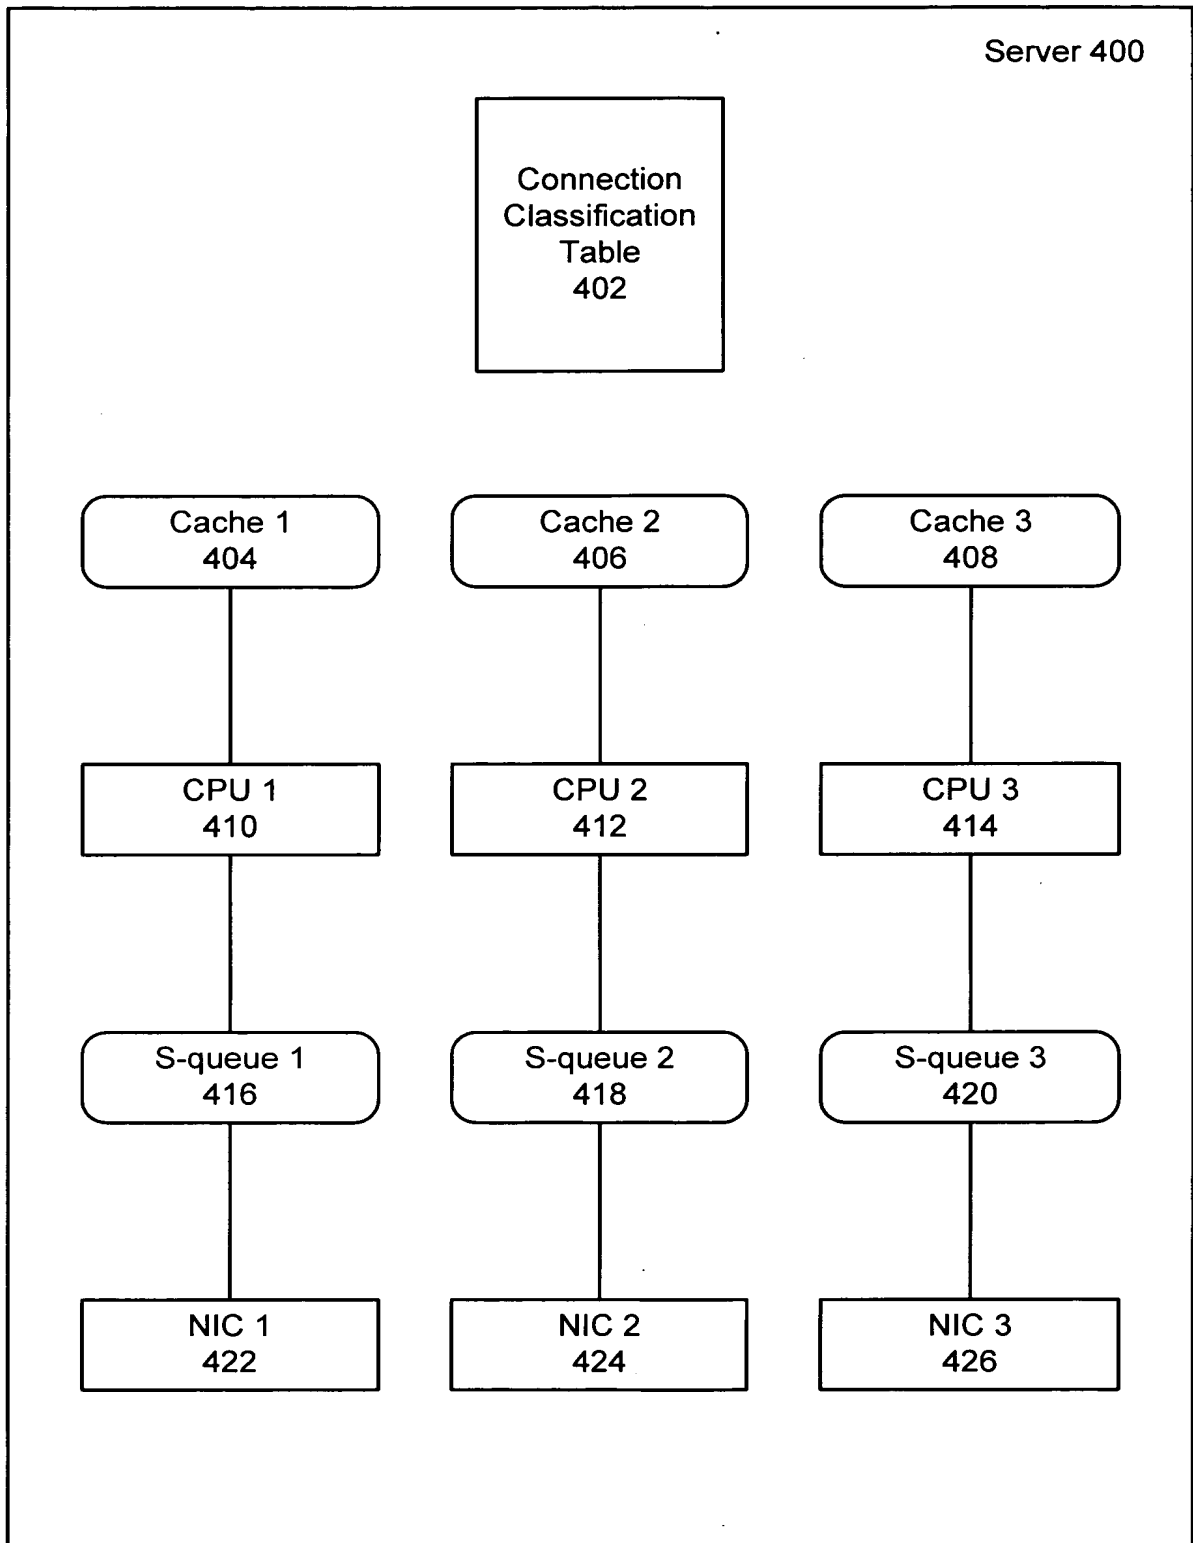 Server 400
Connection
Classification
Table
402
Cache 1
404
Cache 2
406
Cache 3
408
CPU 1
410
CPU 2
412
CPU 3
414
S-queue 1
416
S-queue 2
418
S-queue 3
420
NIC 1
422
NIC 2
424
NIC 3
426